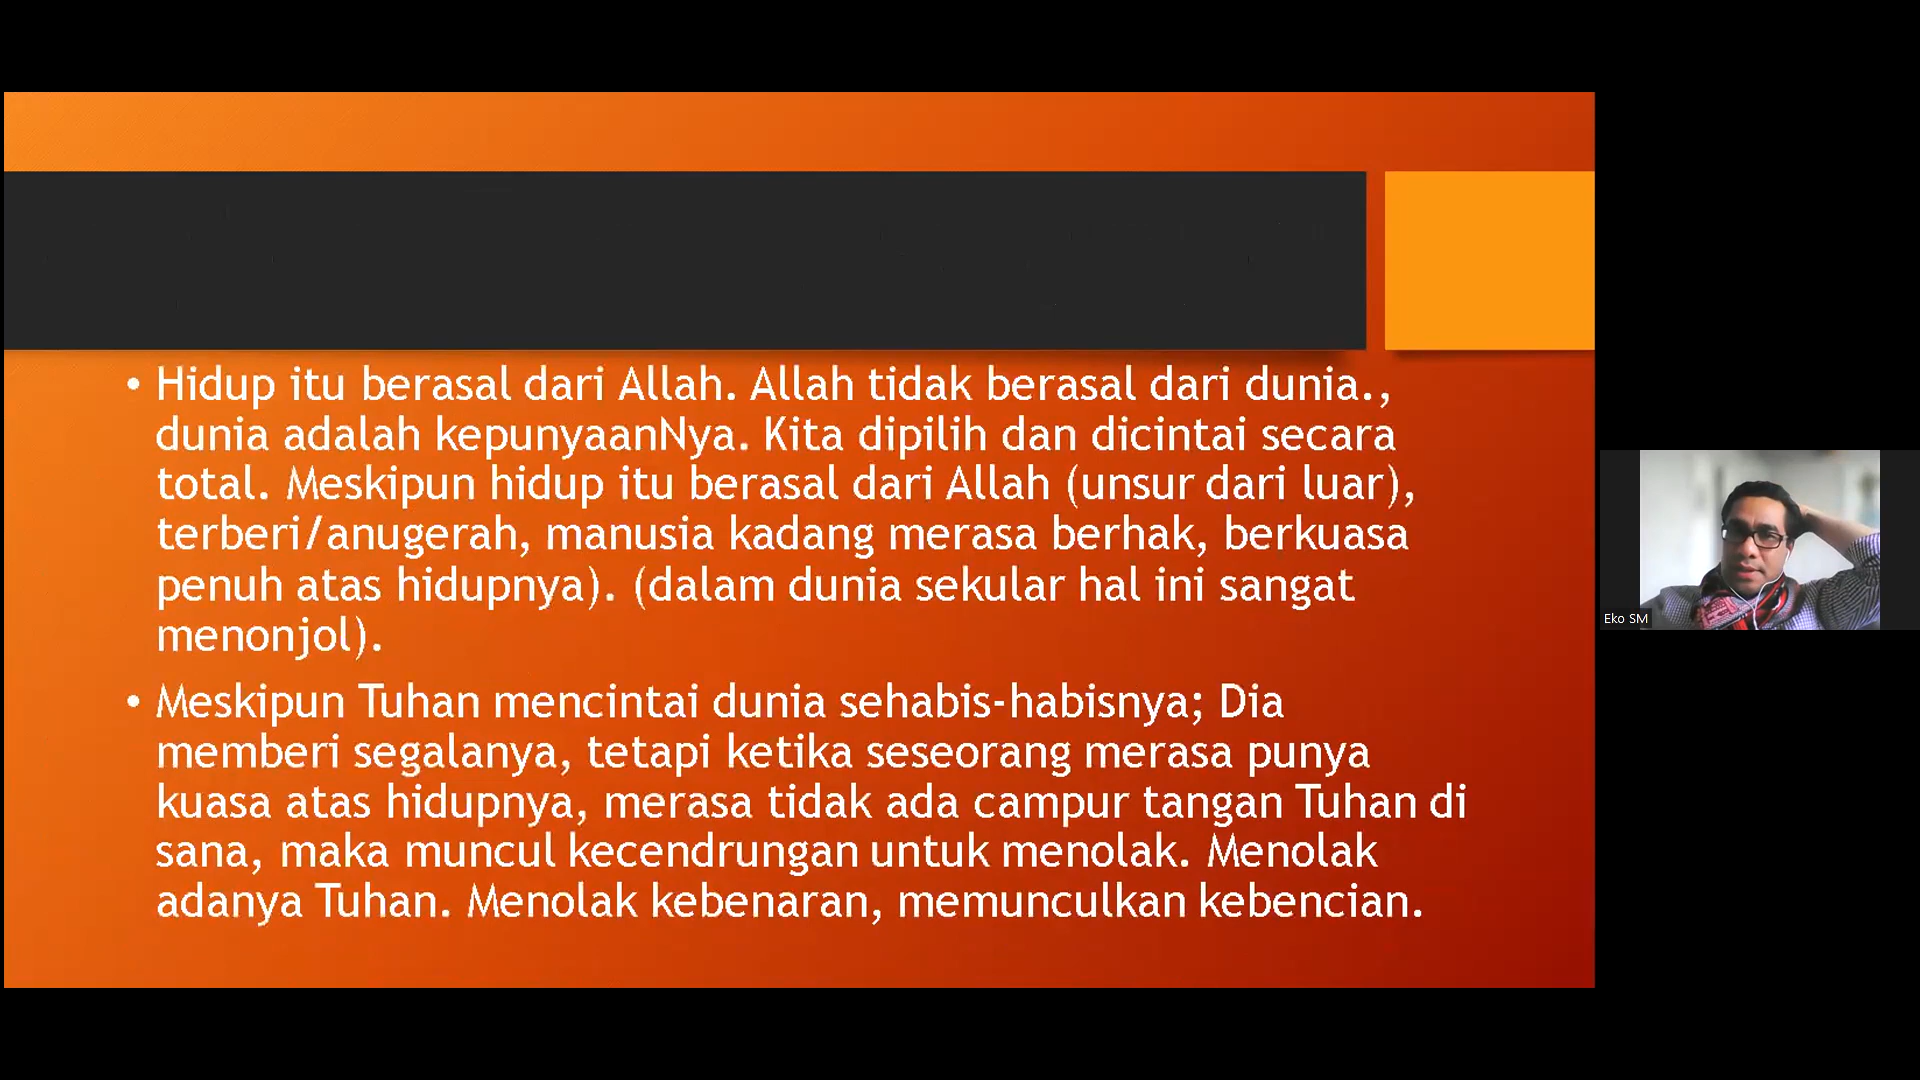 • Hidup itu berasal dari Allah. Allah tidak berasal dari dunia.,
dunia adalah kepunyaanNya. Kita dipilih dan dicintai secara
total. Meskipun hidup itu berasal dari Allah (unsur dari luar),
terberi/anugerah, manusia kadang merasa berhak, berkuasa
penuh atas hidupnya). (dalam dunia sekular hal ini sangat
menonjol).
• Meskipun Tuhan mencintai dunia sehabis-habisnya; Dia
memberi segalanya, tetapi ketika seseorang merasa punya
kuasa atas hidupnya, merasa tidak ada campur tangan Tuhan di
sana, maka muncul kecendrungan untuk menolak. Menolak
adanya Tuhan. Menolak kebenaran, memunculkan kebencian.
Eko SM